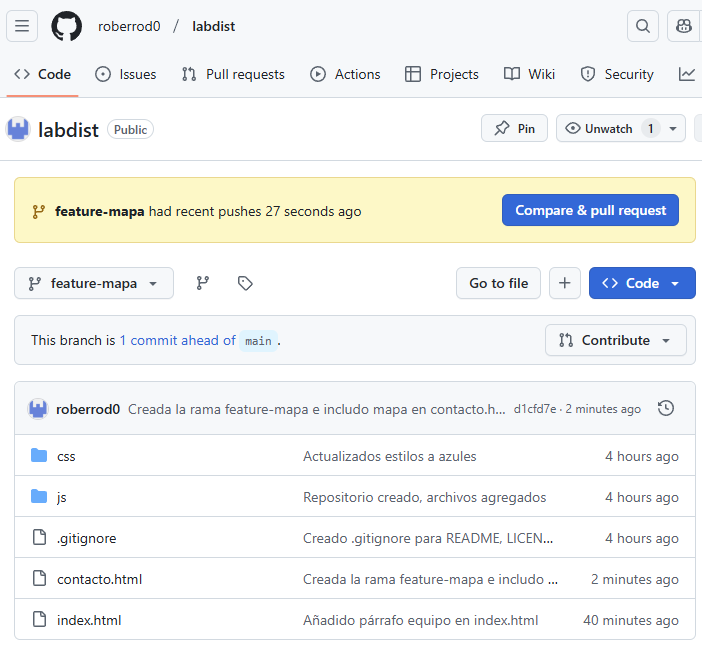 roberrod0 / labdist
Code Issues Pull requests Actions Projects Wiki Security
labdist Public Pin Unwatch 1
feature-mapa had recent pushes 27 seconds ago Compare & pull request
feature-mapa Go to file Code
This branch is 1 commit ahead of main . Contribute
roberrod0 Creada la rama feature-mapa e includo mapa en contacto.h... d1cfd7e · 2 minutes ago
css Actualizados estilos a azules 4 hours ago
js Repositorio creado, archivos agregados 4 hours ago
.gitignore Creado .gitignore para README, LICEN... 4 hours ago
contacto.html Creada la rama feature-mapa e includo ... 2 minutes ago
index.html Añadido párrafo equipo en index.html 40 minutes ago